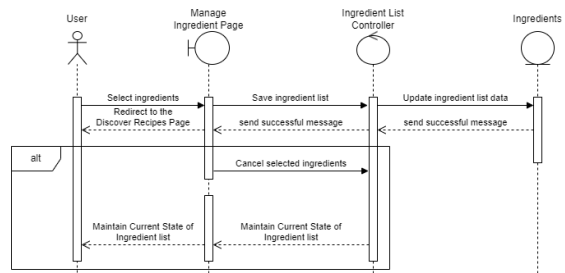 User
Manage
Ingredient Page
Ingredient List
Controller
Ingredients
Select ingredients
Save ingredient list
Update ingredient list data
Redirect to the
Discover Recipes Page
send successful message
send successful message
alt
Cancel selected ingredients
Maintain Current State of
Ingredient list
Maintain Current State of
Ingredient list